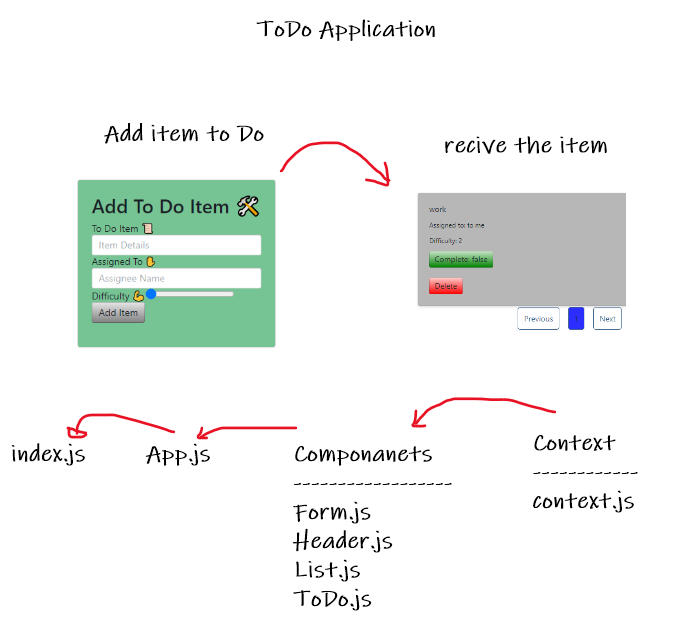 ToDo Application
Add item to Do
recive the item
Add To Do Item 🛠
To Do Item 📜
Item Details
Assigned To ✋
Assignee Name
Difficulty 💪
Add Item
work
Assigned to: to me
Difficulty: 2
Complete: false
Delete
Previous
1
Next
index.js
App.js
Componanets
------------------
Form.js
Header.js
List.js
ToDo.js
Context
------------
context.js